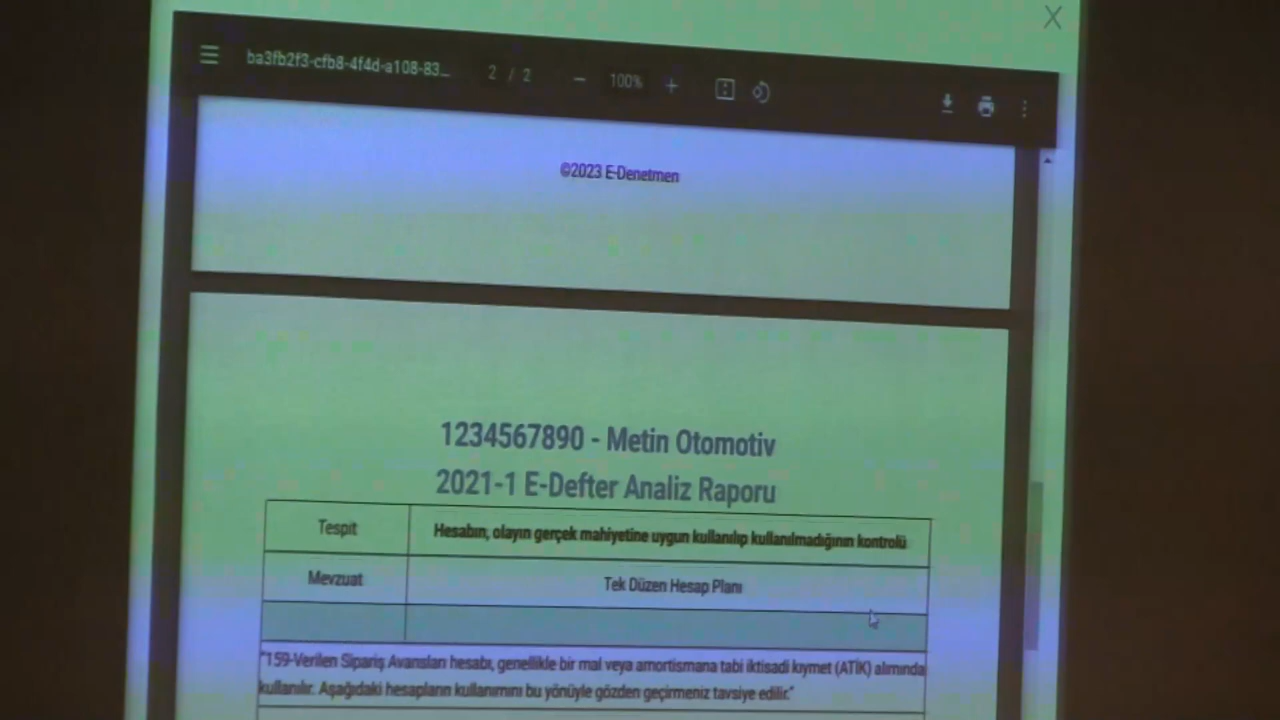 X
ba3fb2f3-cfb8-4f4d-a108-83... 2 / 2 − 100% +
©2023 E-Denetmen
1234567890 - Metin Otomotiv
2021-1 E-Defter Analiz Raporu
Tespit Hesabın, olayın gerçek mahiyetine uygun kullanılıp kullanılmadığının kontrolü
Mevzuat Tek Düzen Hesap Planı
"159-Verilen Sipariş Avansları hesabı, genellikle bir mal veya amortismana tabi iktisadi kıymet (ATİK) alımında
kullanılır. Aşağıdaki hesapların kullanımını bu yönüyle gözden geçirmeniz tavsiye edilir."